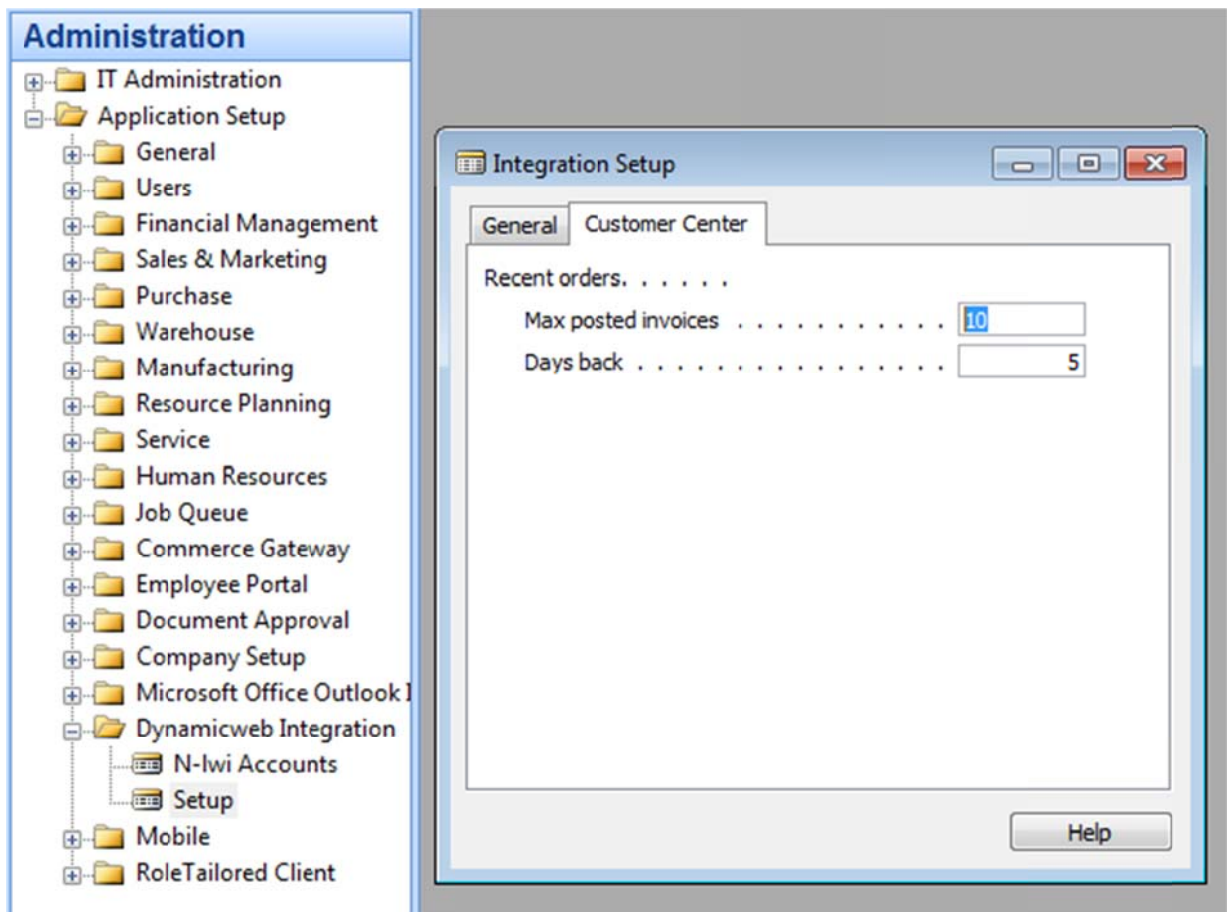 Administration
IT Administration
Application Setup
General
Users
Financial Management
Sales & Marketing
Purchase
Warehouse
Manufacturing
Resource Planning
Service
Human Resources
Job Queue
Commerce Gateway
Employee Portal
Document Approval
Company Setup
Microsoft Office Outlook I
Dynamicweb Integration
N-Iwi Accounts
Setup
Mobile
RoleTailored Client
Integration Setup
General Customer Center
Recent orders. . . . . .
Max posted invoices . . . . . . . . . . . 10
Days back . . . . . . . . . . . . . . . . . 5
Help